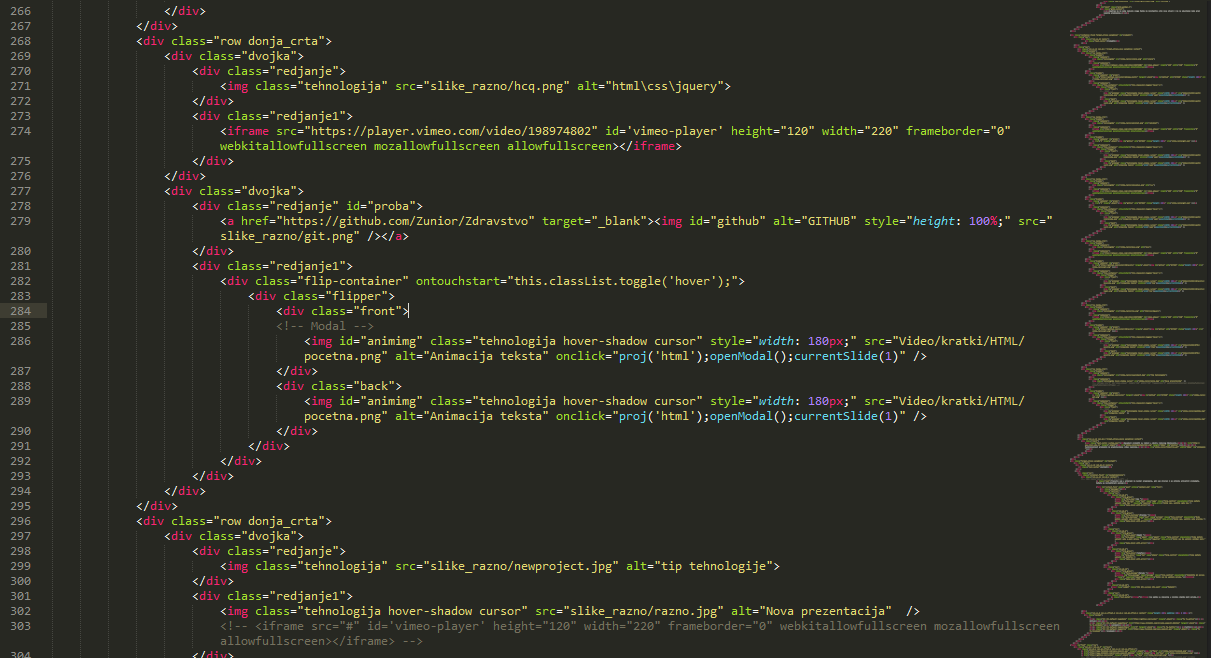 266 </div>
267 </div>
268 <div class="row donja_crta">
269 <div class="dvojka">
270 <div class="redjanje">
271 <img class="tehnologija" src="slike_razno/hcq.png" alt="html\css\jquery">
272 </div>
273 <div class="redjanje1">
274 <iframe src="https://player.vimeo.com/video/198974802" id='vimeo-player' height="120" width="220" frameborder="0"
webkitallowfullscreen mozallowfullscreen allowfullscreen></iframe>
275 </div>
276 </div>
277 <div class="dvojka">
278 <div class="redjanje" id="proba">
279 <a href="https://github.com/Zunior/Zdravstvo" target="_blank"><img id="github" alt="GITHUB" style="height: 100%;" src="
slike_razno/git.png" /></a>
280 </div>
281 <div class="redjanje1">
282 <div class="flip-container" ontouchstart="this.classList.toggle('hover');">
283 <div class="flipper">
284 <div class="front">
285 <!-- Modal -->
286 <img id="animimg" class="tehnologija hover-shadow cursor" style="width: 180px;" src="Video/kratki/HTML/
pocetna.png" alt="Animacija teksta" onclick="proj('html');openModal();currentSlide(1)" />
287 </div>
288 <div class="back">
289 <img id="animimg" class="tehnologija hover-shadow cursor" style="width: 180px;" src="Video/kratki/HTML/
pocetna.png" alt="Animacija teksta" onclick="proj('html');openModal();currentSlide(1)" />
290 </div>
291 </div>
292 </div>
293 </div>
294 </div>
295 </div>
296 <div class="row donja_crta">
297 <div class="dvojka">
298 <div class="redjanje">
299 <img class="tehnologija" src="slike_razno/newproject.jpg" alt="tip tehnologije">
300 </div>
301 <div class="redjanje1">
302 <img class="tehnologija hover-shadow cursor" src="slike_razno/razno.jpg" alt="Nova prezentacija"  />
303 <!-- <iframe src="#" id='vimeo-player' height="120" width="220" frameborder="0" webkitallowfullscreen mozallowfullscreen
allowfullscreen></iframe> -->
304 </div>